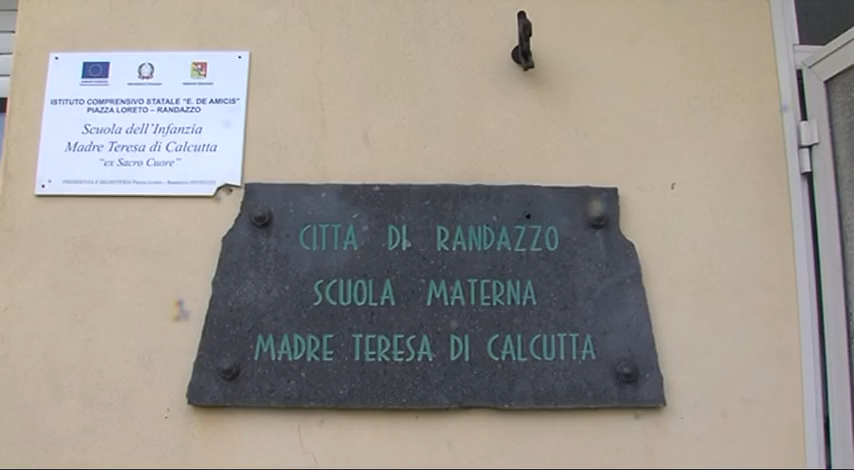 ISTITUTO COMPRENSIVO STATALE "E. DE AMICIS"
PIAZZA LORETO – RANDAZZO
Scuola dell'Infanzia
Madre Teresa di Calcutta
"ex Sacro Cuore"
CITTA DI RANDAZZO
SCUOLA MATERNA
MADRE TERESA DI CALCUTTA